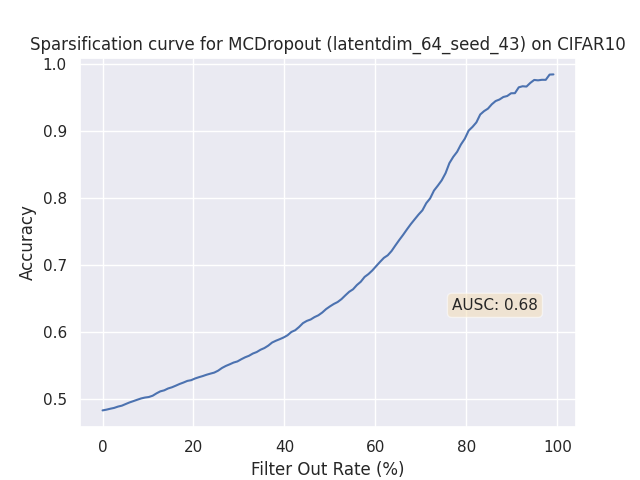 Sparsification curve for MCDropout (latentdim_64_seed_43) on CIFAR10
1.0
0.9
0.8
0.7
0.6
0.5
Accuracy
AUSC: 0.68
0 20 40 60 80 100
Filter Out Rate (%)